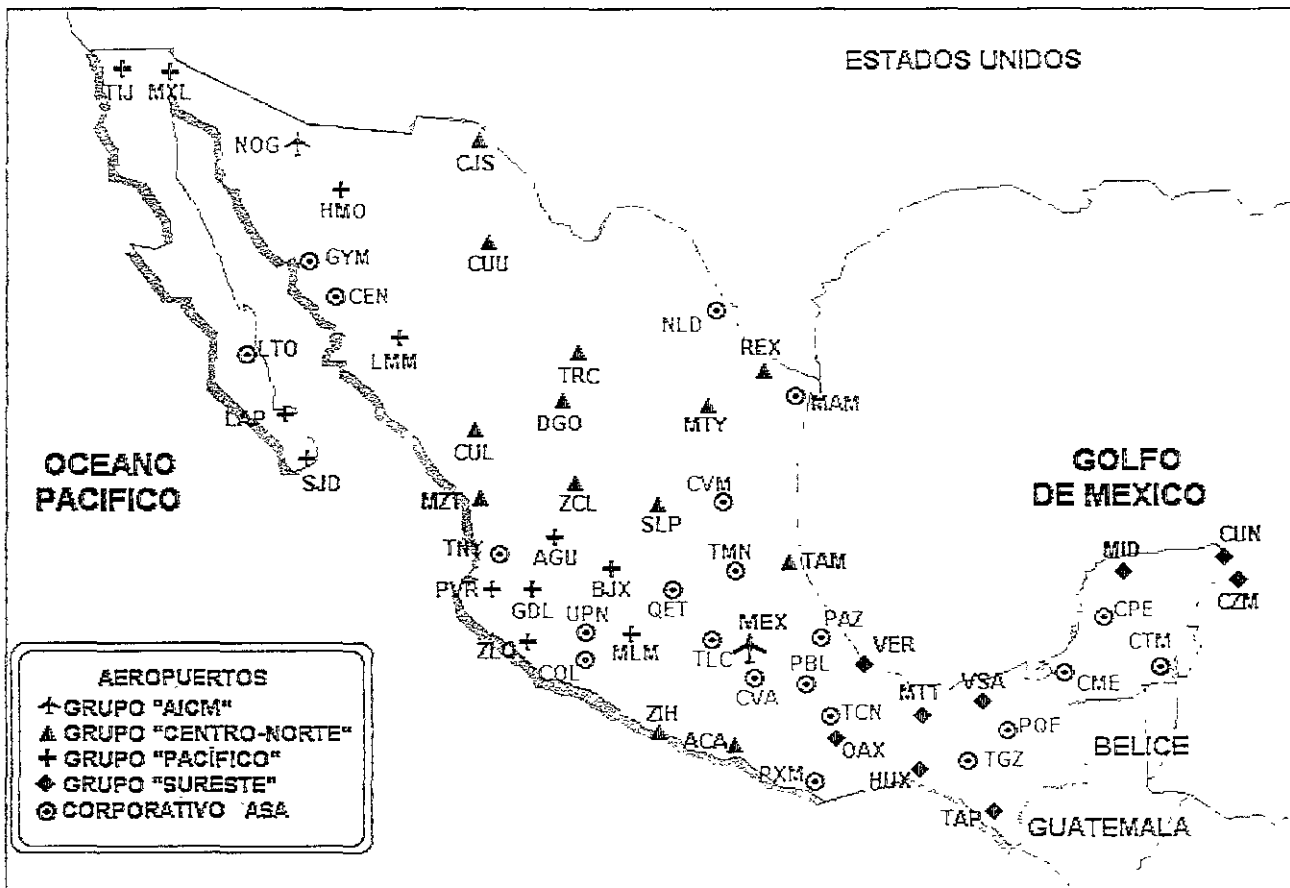 ESTADOS UNIDOS
TIJ
MXL
NOG
CJS
HMO
GYM
CUU
CEN
NLD
LTO
LMM
TRC
REX
MAM
LAP
DGO
MTY
CUL
OCEANO
PACIFICO
SJD
GOLFO
DE MEXICO
MZT
ZCL
SLP
CVM
TNY
AGU
TMN
TAM
MID
CUN
PVR
GDL
BJX
QET
CZM
UPN
MEX
PAZ
CPE
ZLO
COL
MLM
TLC
VER
CTM
CVA
PBL
MTT
VSA
CME
ZIH
ACA
TCN
OAX
PQF
BELICE
PXM
HUX
TGZ
TAP
GUATEMALA
AEROPUERTOS
GRUPO "AICM"
GRUPO "CENTRO-NORTE"
GRUPO "PACÍFICO"
GRUPO "SURESTE"
CORPORATIVO ASA